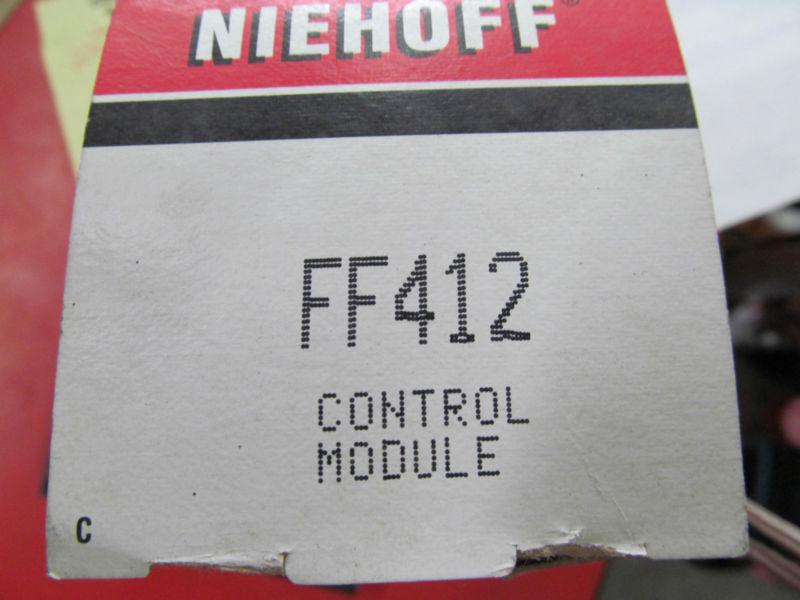 NIEHOFF®
FF412
CONTROL
MODULE
C